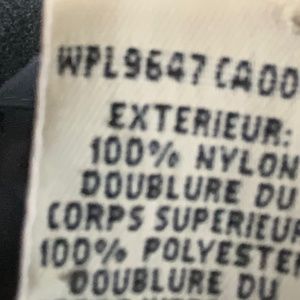 WPL9647 CA00
EXTERIEUR:
100% NYLON
DOUBLURE DU
CORPS SUPERIEUR
100% POLYESTER
DOUBLURE DU